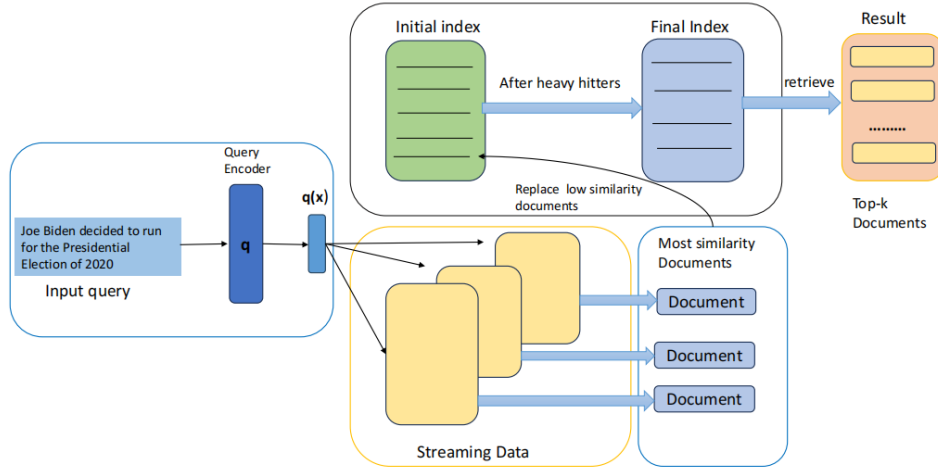 Initial index
Final Index
Result
After heavy hitters
retrieve
Query
Encoder
q(x)
Joe Biden decided to run
for the Presidential
Election of 2020
q
Input query
Replace low similarity
documents
.........
Top-k
Documents
Most similarity
Documents
Document
Document
Document
Streaming Data